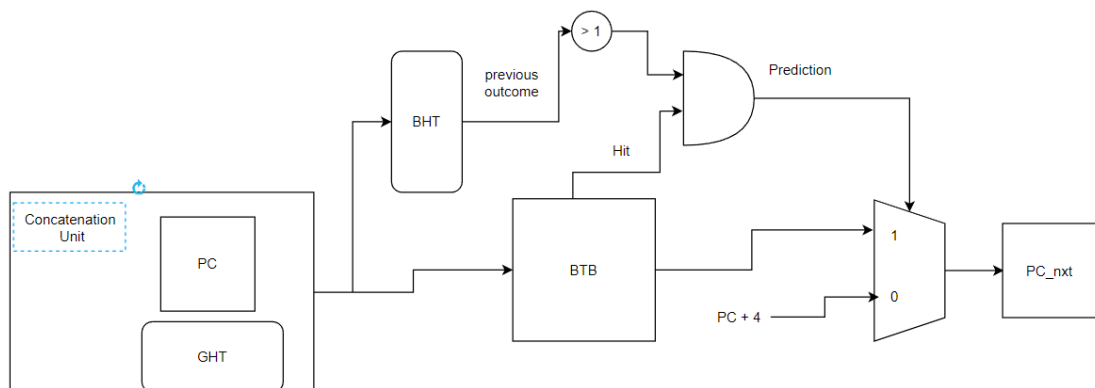 > 1
previous
outcome
Prediction
BHT
Hit
Concatenation
Unit
PC
1
BTB
PC_nxt
0
PC + 4
GHT